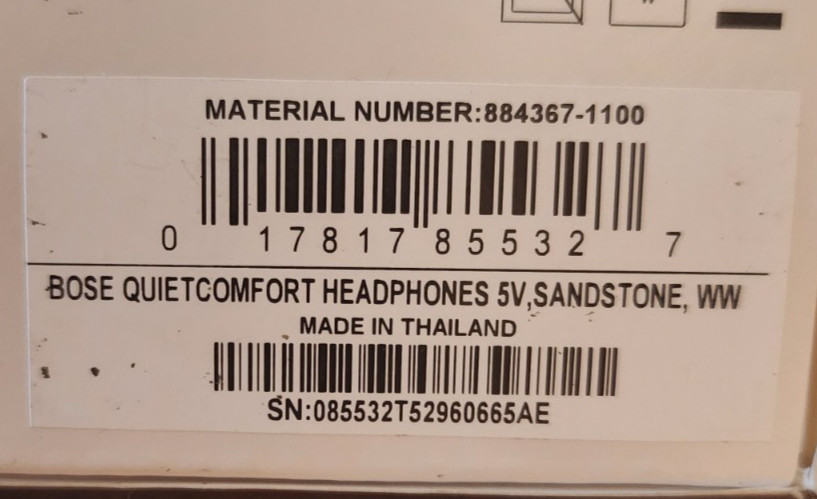 MATERIAL NUMBER:884367-1100
0 17817 85532 7
BOSE QUIETCOMFORT HEADPHONES 5V,SANDSTONE, WW
MADE IN THAILAND
SN:085532T52960665AE